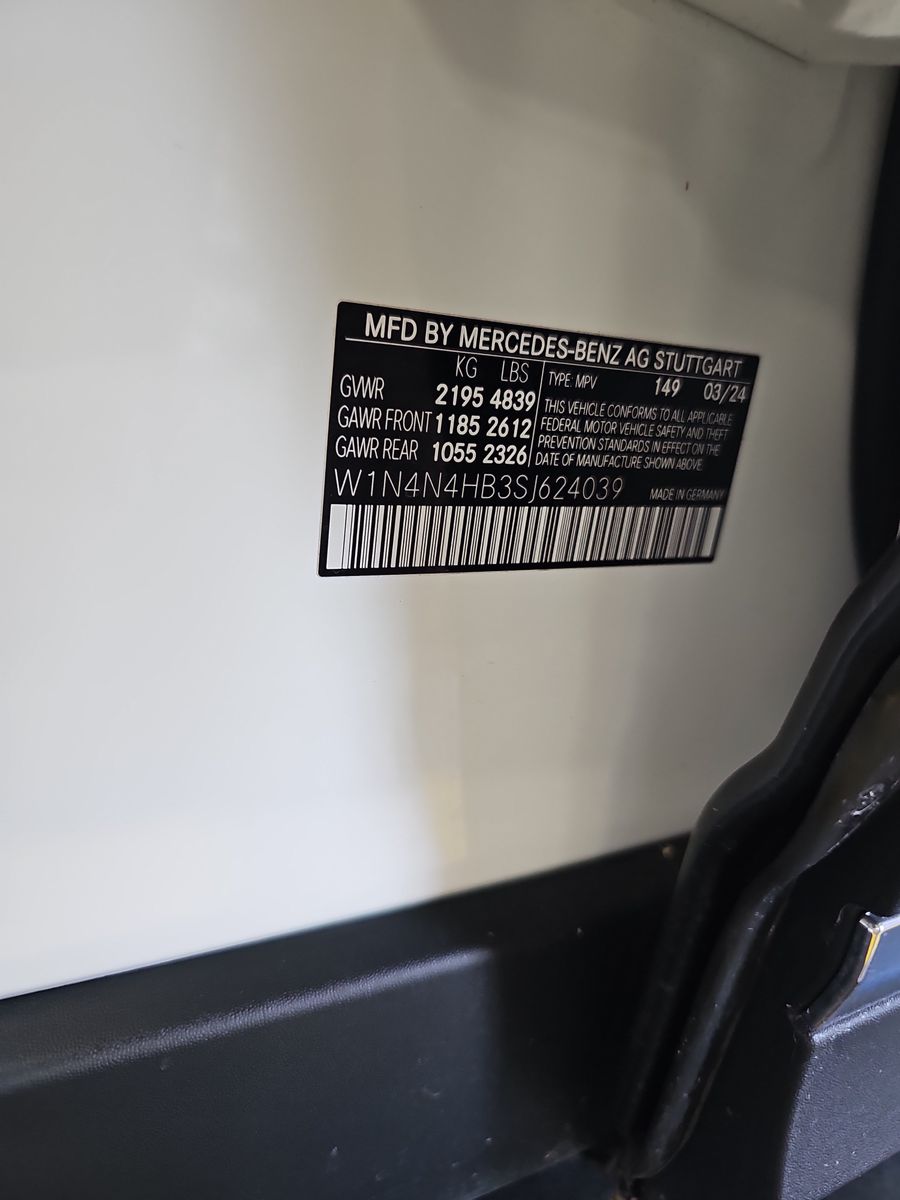 MFD BY MERCEDES-BENZ AG STUTTGART
KG LBS
GVWR 2195 4839
GAWR FRONT 1185 2612
GAWR REAR 1055 2326
TYPE: MPV 149 03/24
THIS VEHICLE CONFORMS TO ALL APPLICABLE
FEDERAL MOTOR VEHICLE SAFETY AND THEFT
PREVENTION STANDARDS IN EFFECT ON THE
DATE OF MANUFACTURE SHOWN ABOVE
W1N4N4HB3SJ624039 MADE IN GERMANY